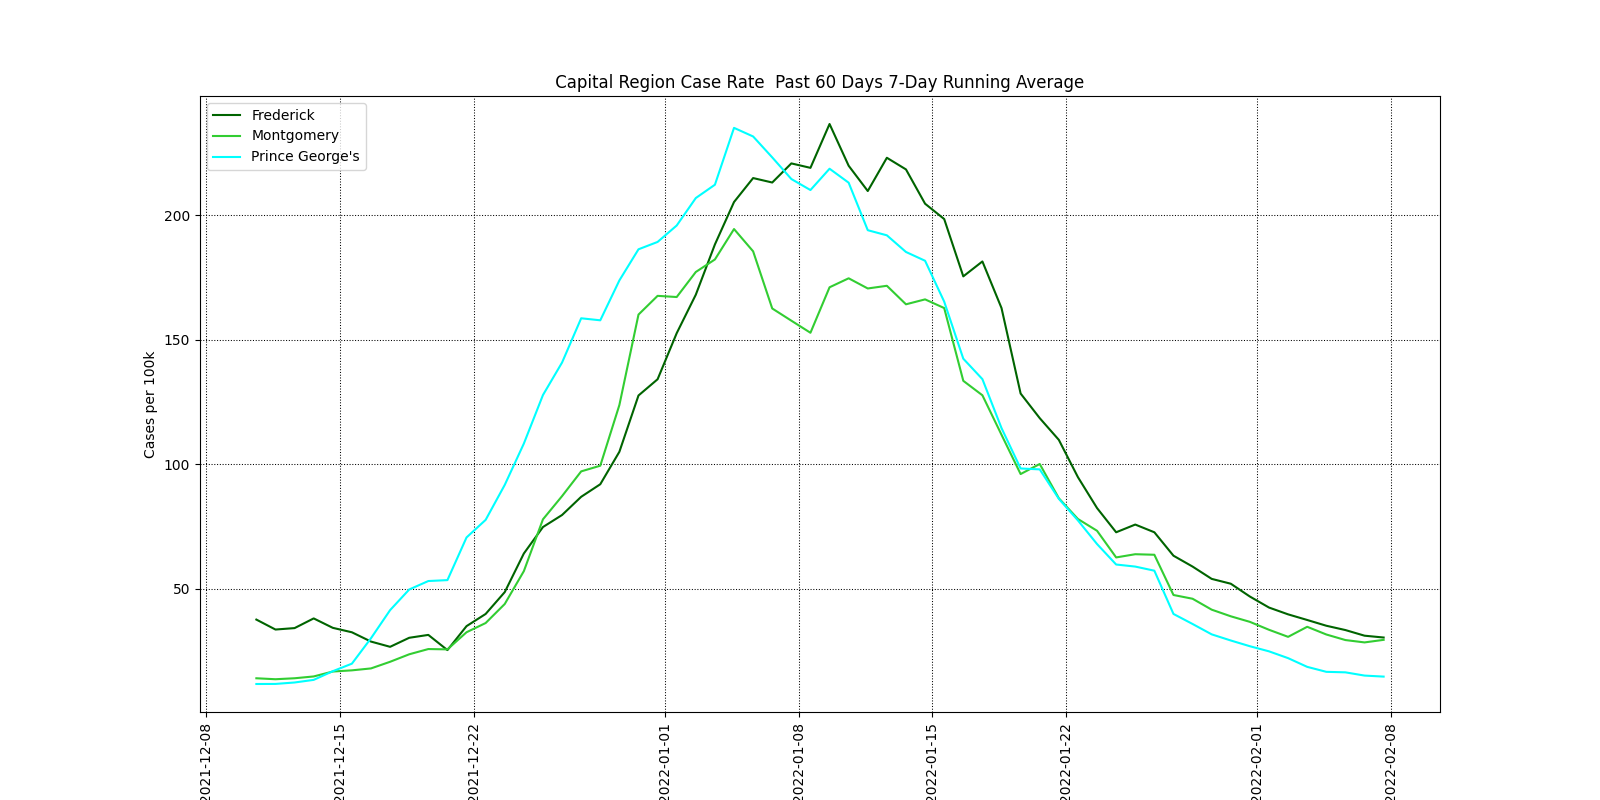 Capital Region Case Rate  Past 60 Days 7-Day Running Average
Frederick
Montgomery
Prince George's
Cases per 100k
200
150
100
50
2021-12-08
2021-12-15
2021-12-22
2022-01-01
2022-01-08
2022-01-15
2022-01-22
2022-02-01
2022-02-08